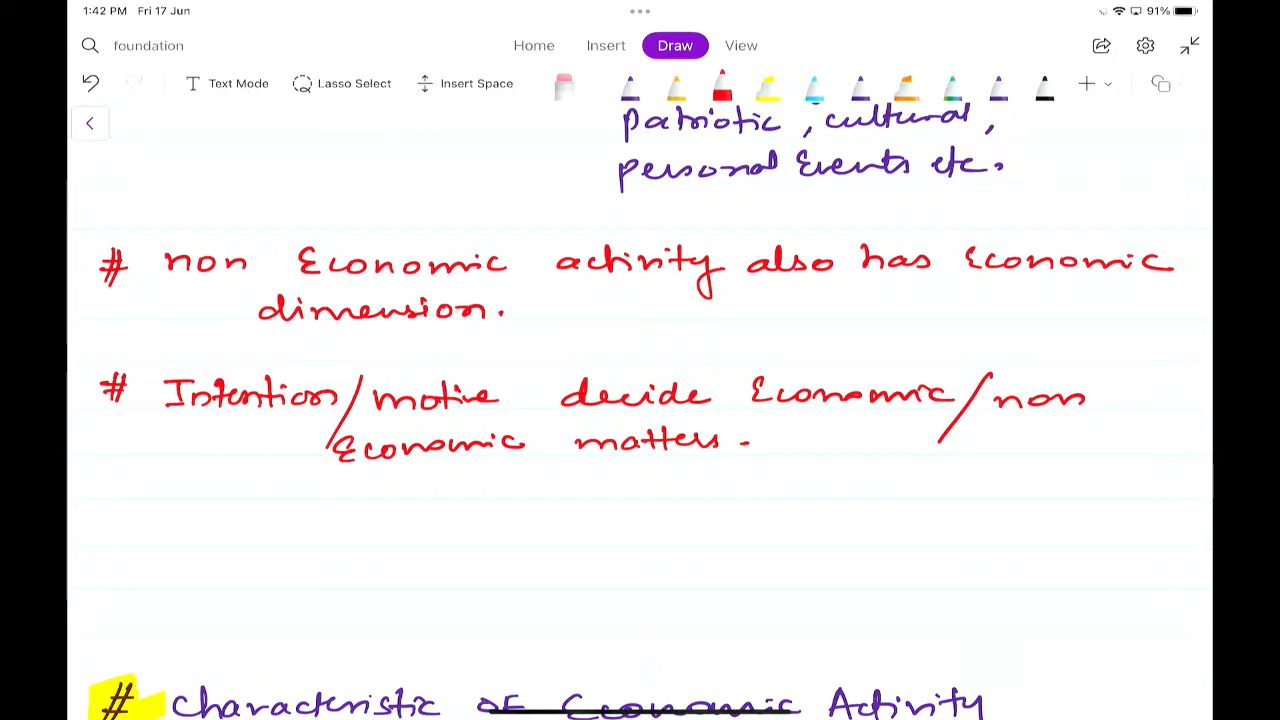 1:42 PM Fri 17 Jun
91%
foundation
Home Insert Draw View
Text Mode Lasso Select Insert Space
Patriotic, cultural,
personal Events etc.
# non Economic activity also has Economic
dimension.
# Intention/motive decide Economic/non
Economic matters.
# Characteristic of Economic Activity